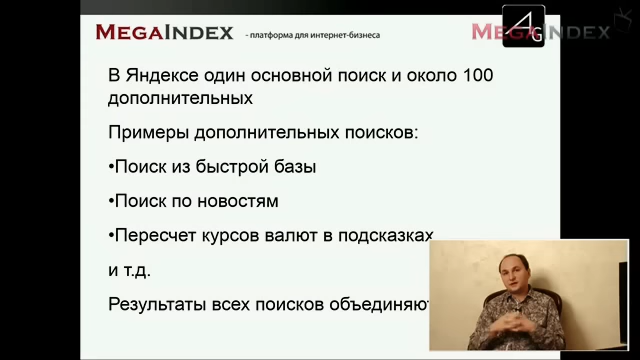 MEGAINDEX - платформа для интернет-бизнеса
AG
MEGAINDEX
В Яндексе один основной поиск и около 100
дополнительных
Примеры дополнительных поисков:
•Поиск из быстрой базы
•Поиск по новостям
•Пересчет курсов валют в подсказках
и т.д.
Результаты всех поисков